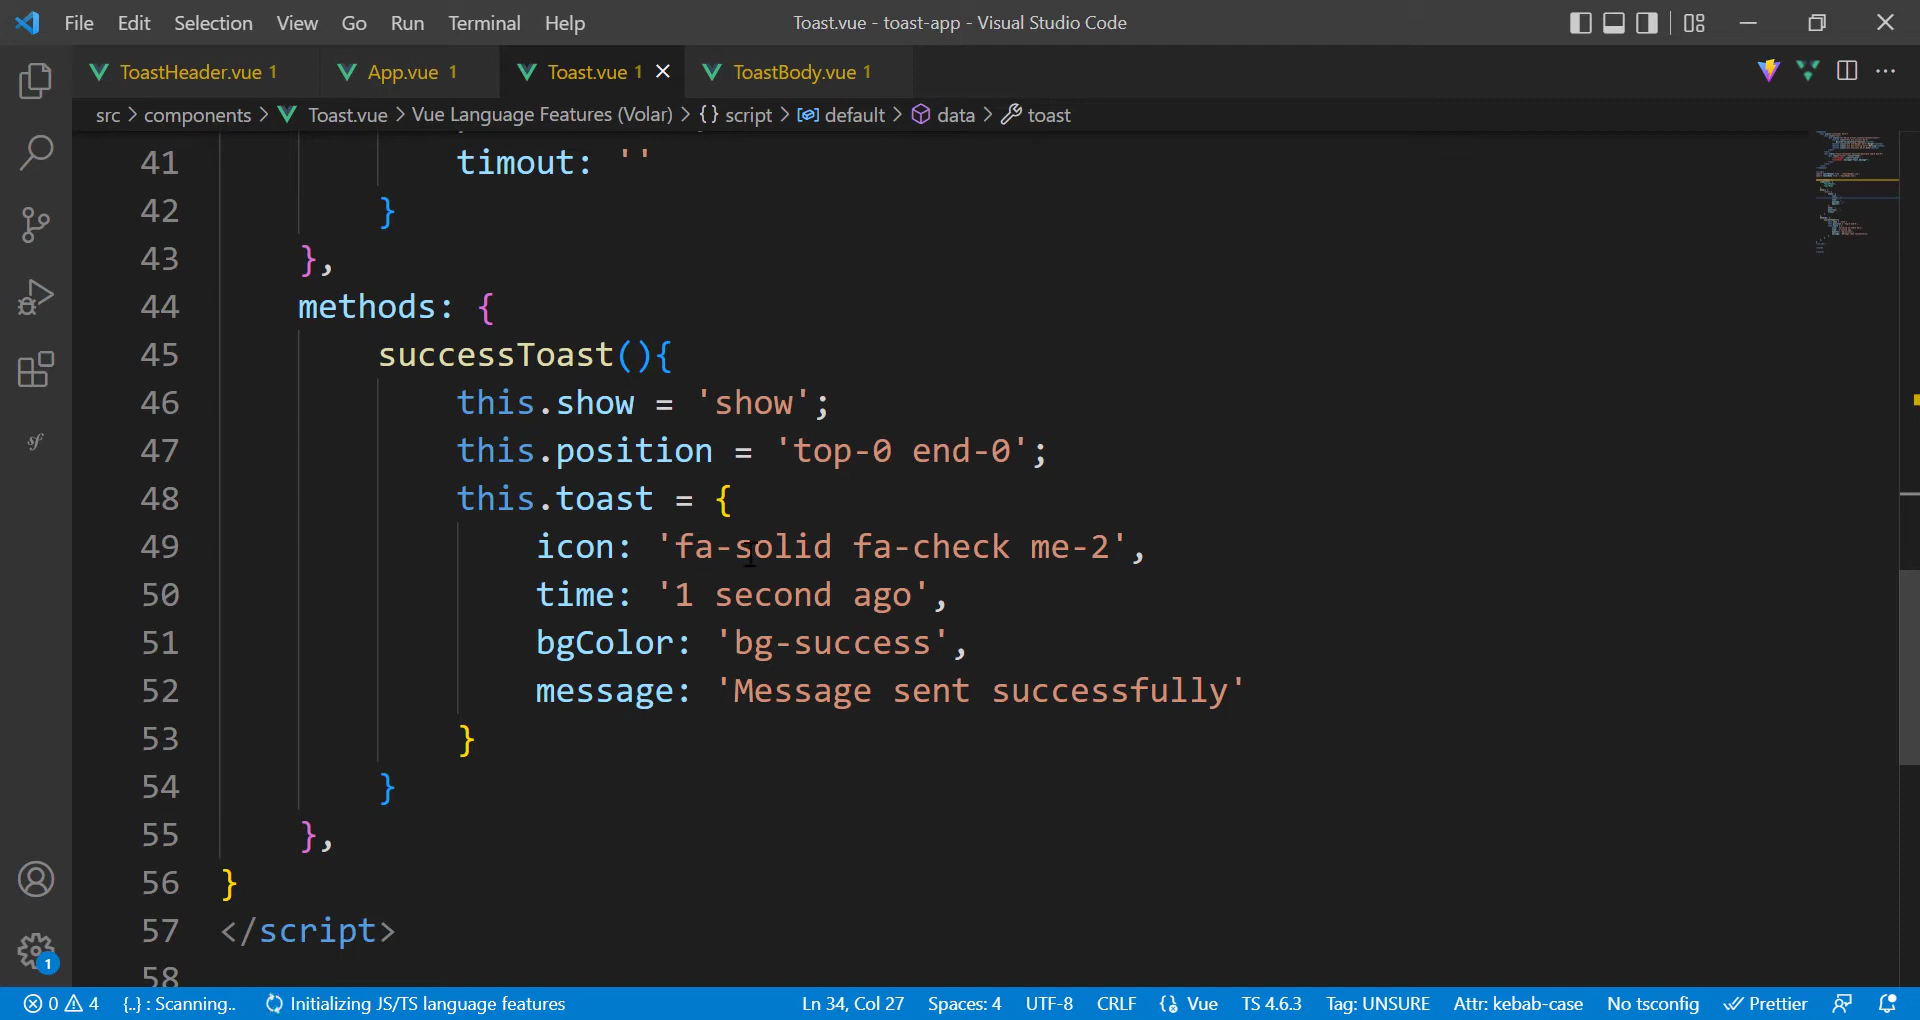 File Edit Selection View Go Run Terminal Help Toast.vue - toast-app - Visual Studio Code
ToastHeader.vue 1 App.vue 1 Toast.vue 1 ToastBody.vue 1
src > components > Toast.vue > Vue Language Features (Volar) > {} script > default > data > toast
41 timout: ''
42 }
43 },
44 methods: {
45 successToast(){
46 this.show = 'show';
47 this.position = 'top-0 end-0';
48 this.toast = {
49 icon: 'fa-solid fa-check me-2',
50 time: '1 second ago',
51 bgColor: 'bg-success',
52 message: 'Message sent successfully'
53 }
54 }
55 },
56 }
57 </script>
58
1
0 4 {..} : Scanning.. Initializing JS/TS language features Ln 34, Col 27 Spaces: 4 UTF-8 CRLF Vue TS 4.6.3 Tag: UNSURE Attr: kebab-case No tsconfig Prettier